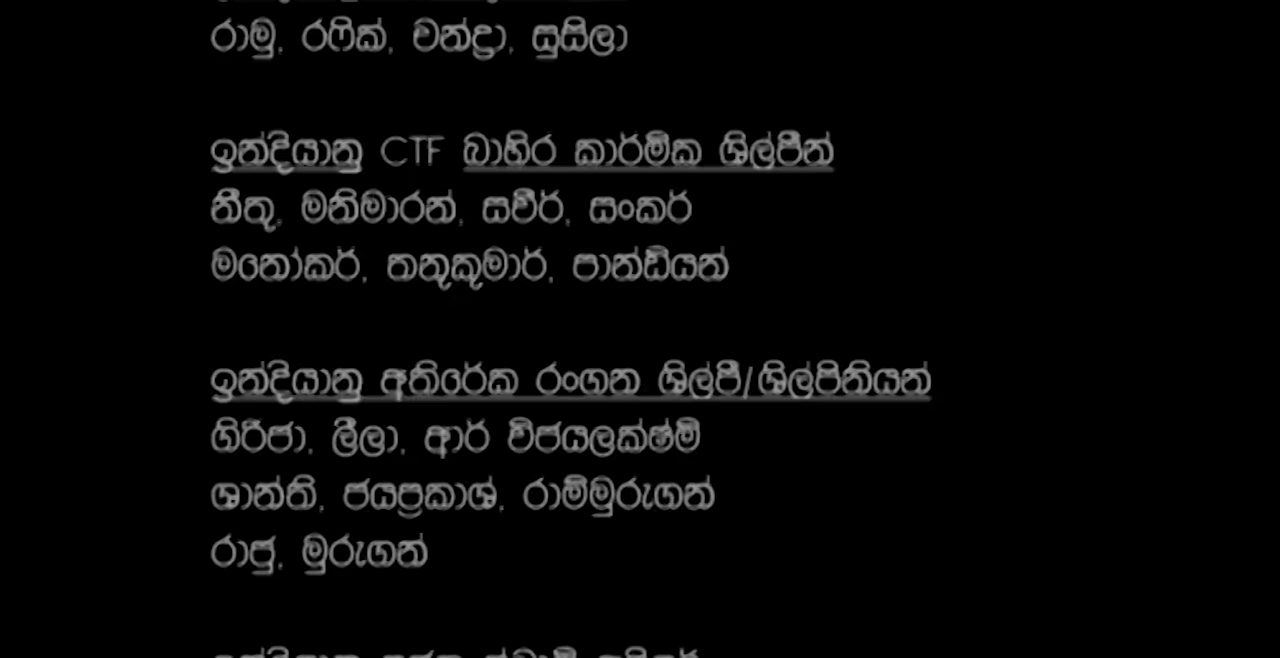 රාමු, රෆික්, චන්ද්‍රා, සුසිලා
ඉන්දියානු CTF බාහිර කාර්මික ශිල්පීන්
නීතු, මනිමාරන්, සවීර්, සංකර්
මනෝකර්, තනුකුමාර්, පාන්ඩියන්
ඉන්දියානු අතිරේක රංගන ශිල්පී/ශිල්පිනියන්
ගිරිජා, ලීලා, ආර් විජයලක්ෂ්මි
ශාන්ති, ජයප්‍රකාශ්, රාම්මුරුගන්
රාජු, මුරුගන්